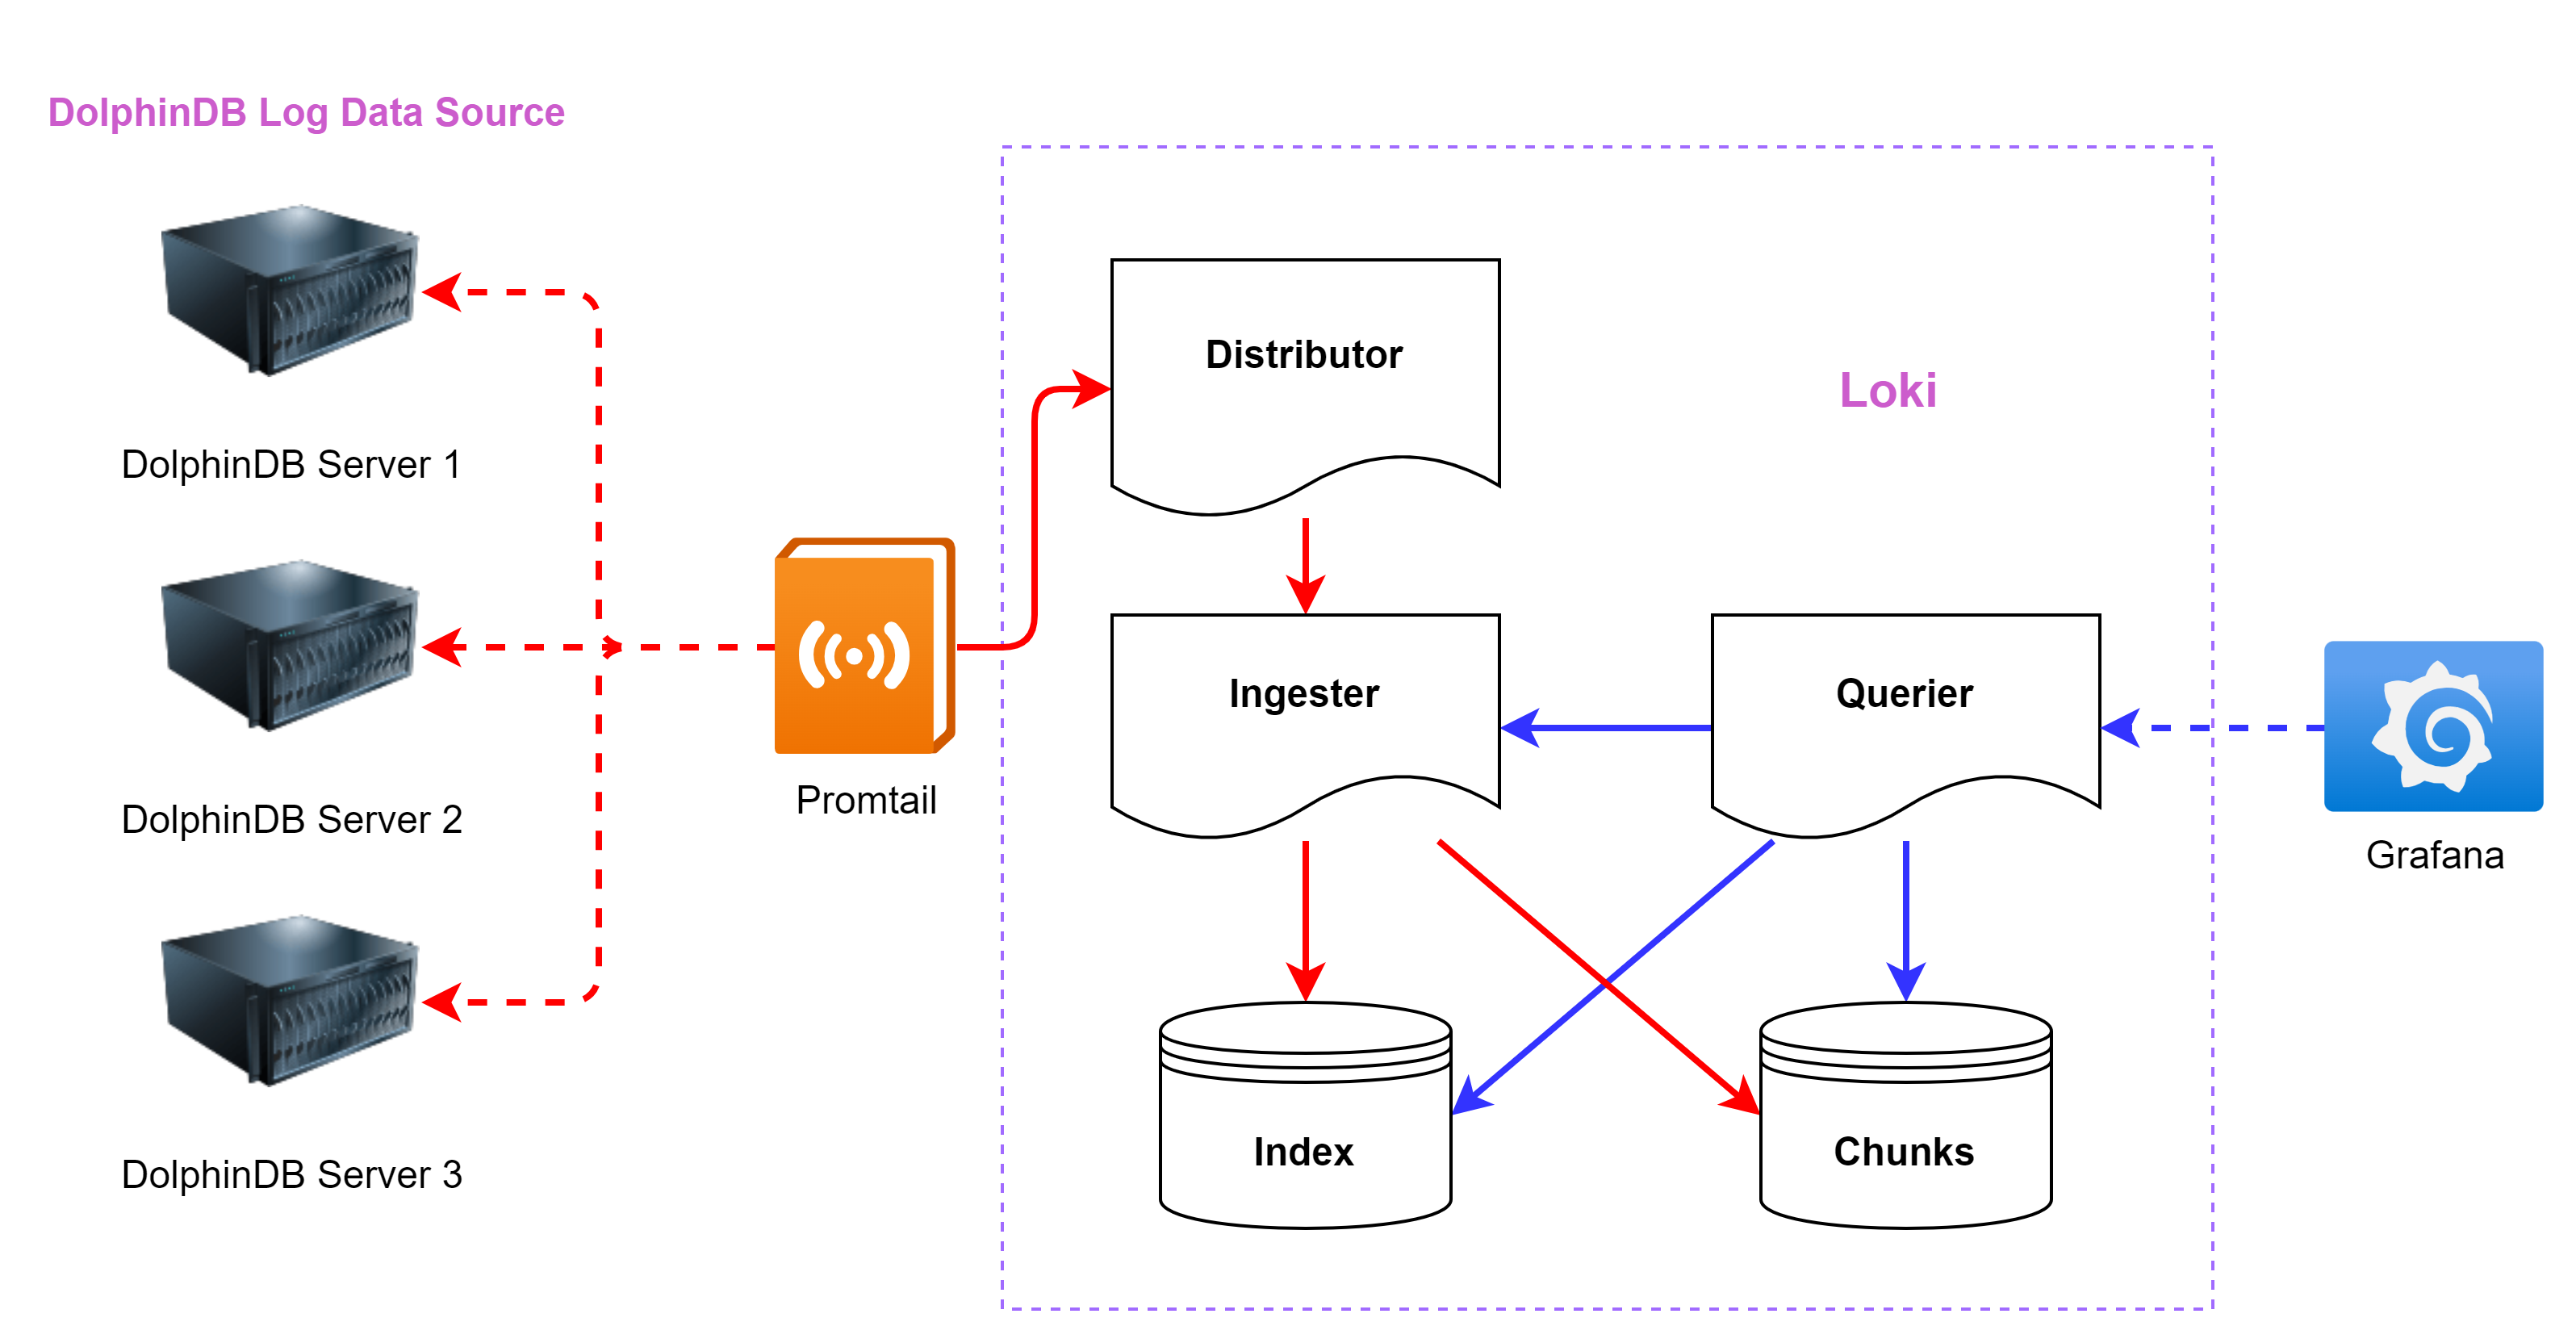 DolphinDB Log Data Source
DolphinDB Server 1
DolphinDB Server 2
DolphinDB Server 3
Promtail
Loki
Distributor
Ingester
Querier
Index
Chunks
Grafana